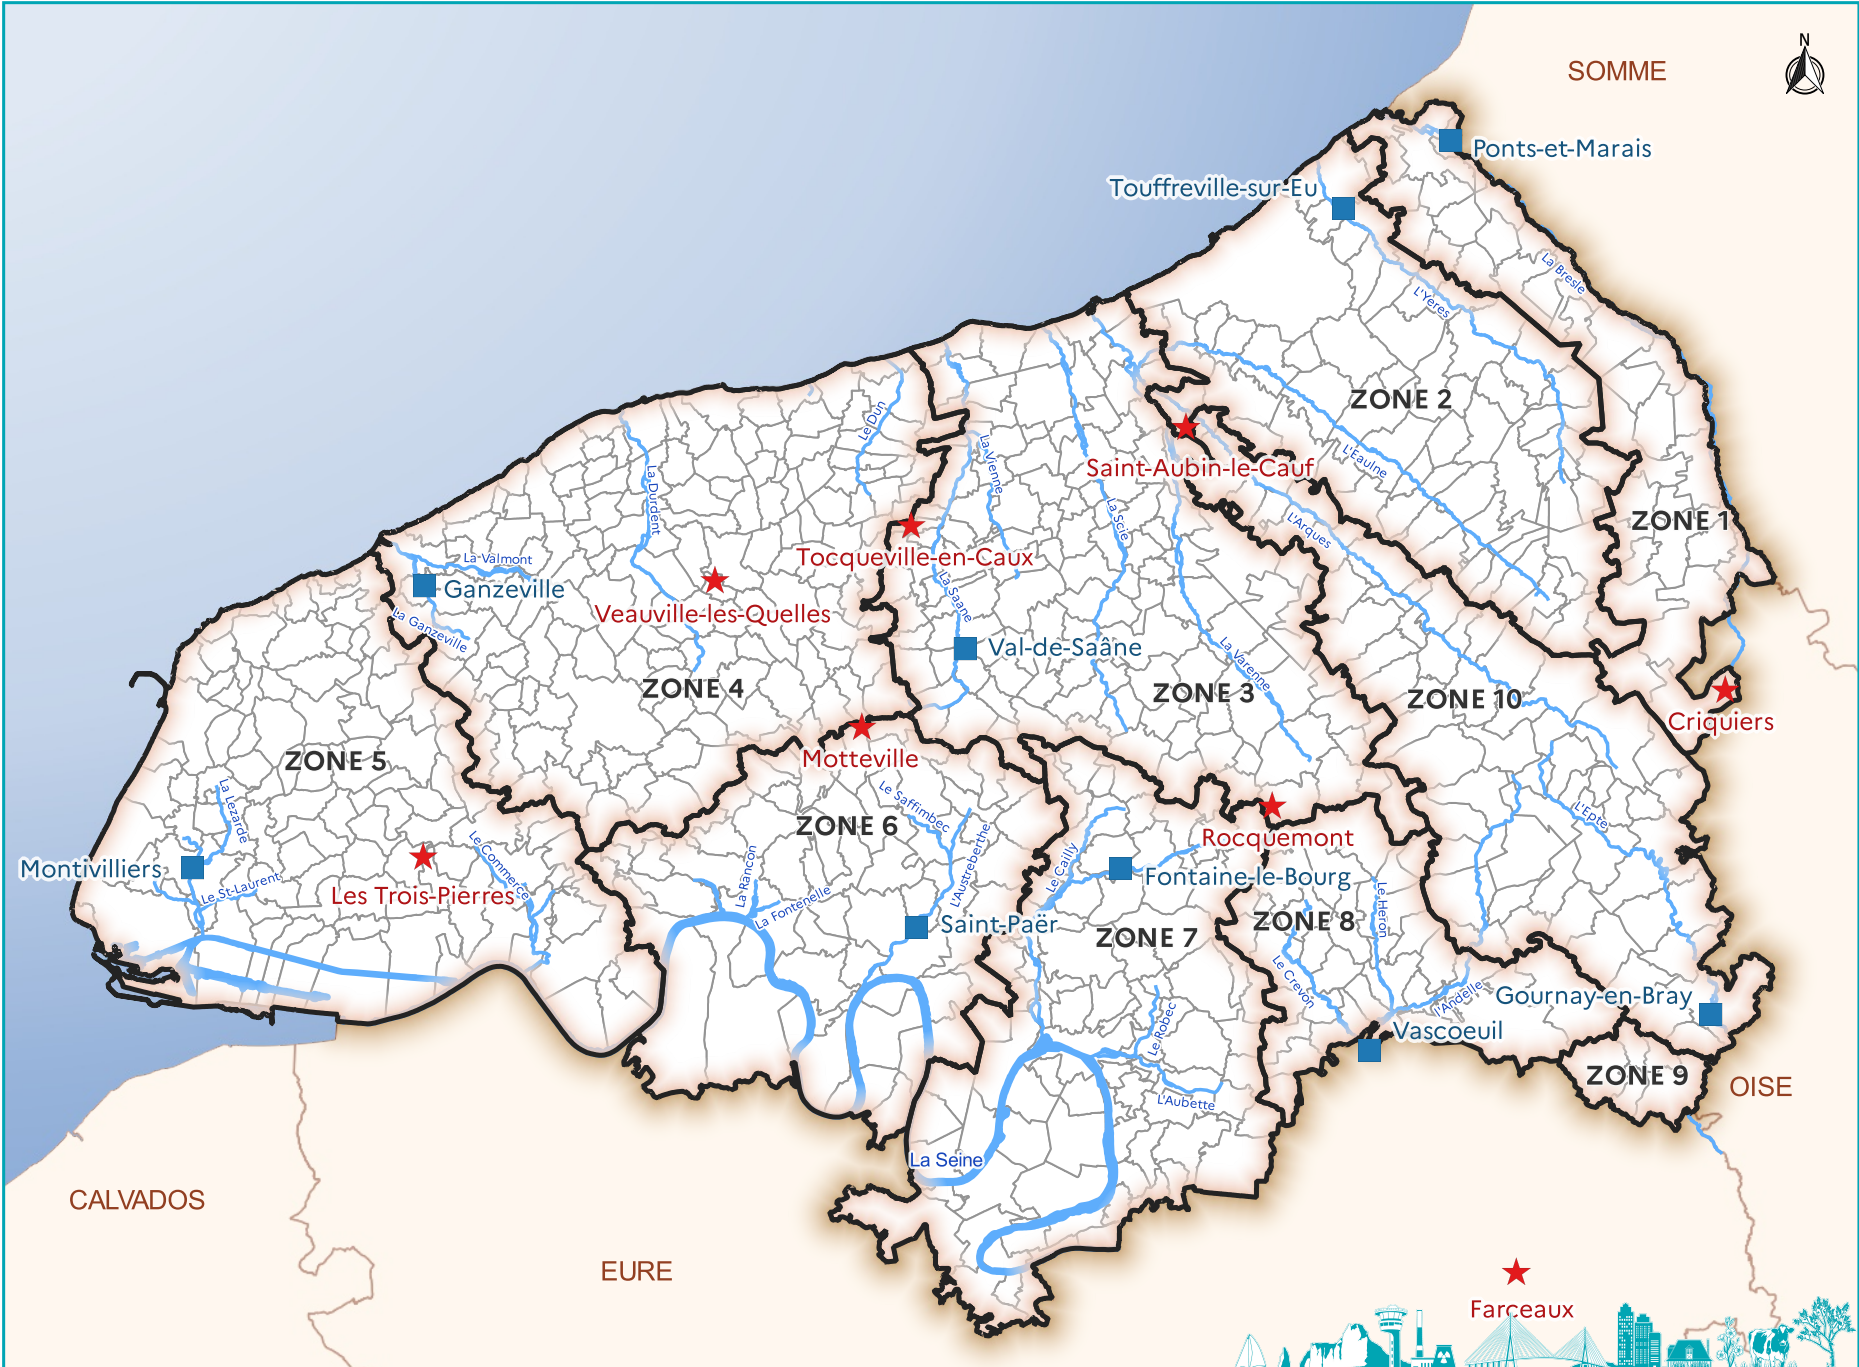 N
SOMME
Ponts-et-Marais
Touffreville-sur-Eu
La Bresle
L'Yeres
ZONE 2
Le Dun
Saint-Aubin-le-Cauf
L'Eaulne
La Vienne
La Durdent
La Scie
ZONE 1
L'Arques
Tocqueville-en-Caux
La Valmont
Ganzeville
La Saane
Veauville-les-Quelles
La Ganzeville
Val-de-Saâne
La Varenne
ZONE 4
ZONE 3
ZONE 10
Criquiers
Motteville
ZONE 5
La Lezarde
Le Saffimbec
ZONE 6
L'Epte
Rocquemont
Le Commerce
L'Austreberthe
Montivilliers
Le Cailly
Fontaine-le-Bourg
La Rancon
Le St-Laurent
Les Trois-Pierres
La Fontenelle
Le Heron
Saint-Paër
ZONE 8
ZONE 7
Le Crevon
l'Andelle
Gournay-en-Bray
Le Robec
Vascoeuil
ZONE 9
OISE
L'Aubette
La Seine
CALVADOS
EURE
Farceaux